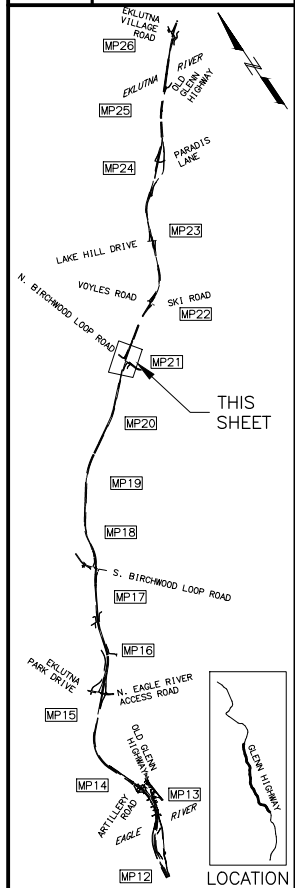 EKLUTNA
VILLAGE
ROAD
MP26
EKLUTNA RIVER
OLD
GLENN
HIGHWAY
MP25
PARADIS
LANE
MP24
MP23
LAKE HILL DRIVE
VOYLES ROAD
SKI ROAD
MP22
N. BIRCHWOOD LOOP ROAD
MP21
THIS
SHEET
MP20
MP19
MP18
S. BIRCHWOOD LOOP ROAD
MP17
MP16
EKLUTNA
PARK DRIVE
N. EAGLE RIVER
ACCESS ROAD
MP15
OLD GLENN
HIGHWAY
MP14
MP13
ARTILLERY
ROAD
EAGLE RIVER
MP12
GLENN HIGHWAY
LOCATION
N